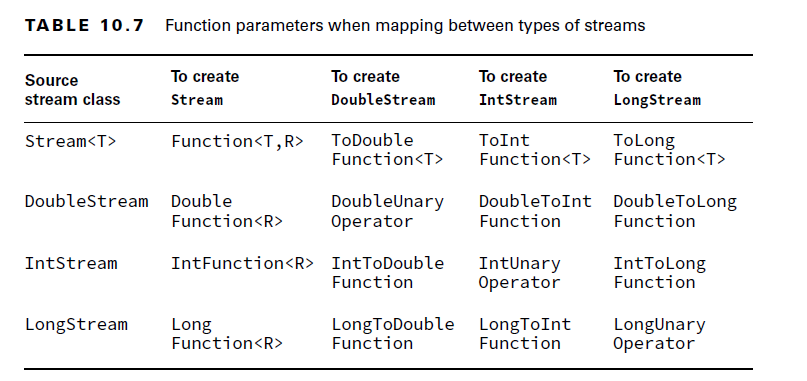 TABLE 10.7 Function parameters when mapping between types of streams
Source To create To create To create To create
stream class Stream DoubleStream IntStream LongStream
Stream<T> Function<T,R> ToDouble ToInt ToLong
Function<T> Function<T> Function<T>
DoubleStream Double DoubleUnary DoubleToInt DoubleToLong
Function<R> Operator Function Function
IntStream IntFunction<R> IntToDouble IntUnary IntToLong
Function Operator Function
LongStream Long LongToDouble LongToInt LongUnary
Function<R> Function Function Operator